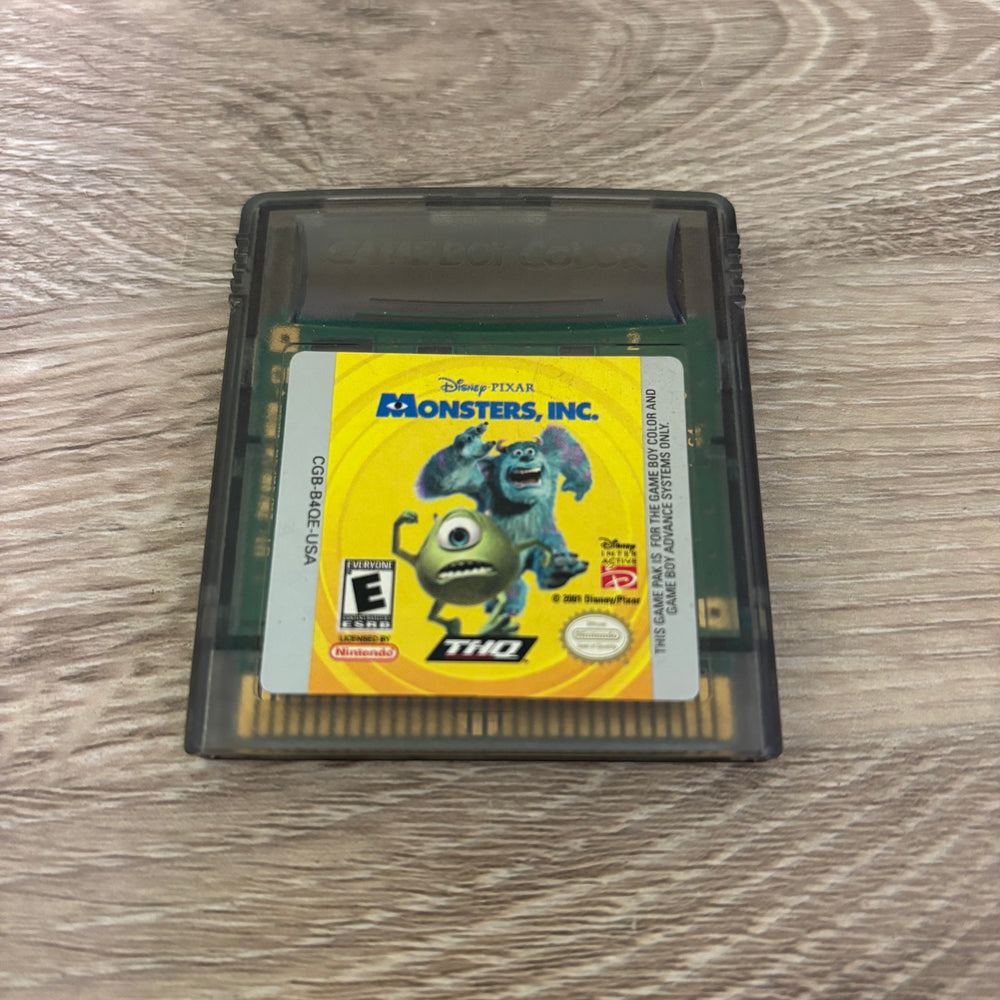 GAME BOY COLOR
Disney·PIXAR
MONSTERS, INC.
CGB-B4QE-USA
THIS GAME PAK IS FOR THE GAME BOY COLOR AND
GAME BOY ADVANCE SYSTEMS ONLY.
EVERYONE
E
ESRB
LICENSED BY
Nintendo
THQ
Disney
INTER
ACTIVE
D
© 2001 Disney/Pixar
Nintendo